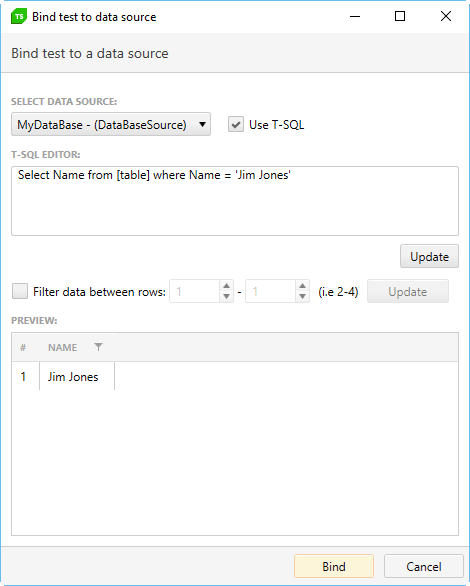 TS Bind test to data source
Bind test to a data source
SELECT DATA SOURCE:
MyDataBase - (DataBaseSource) Use T-SQL
T-SQL EDITOR:
Select Name from [table] where Name = 'Jim Jones'
Update
Filter data between rows: 1 - 1 (i.e 2-4) Update
PREVIEW:
# NAME
1 Jim Jones
Bind Cancel